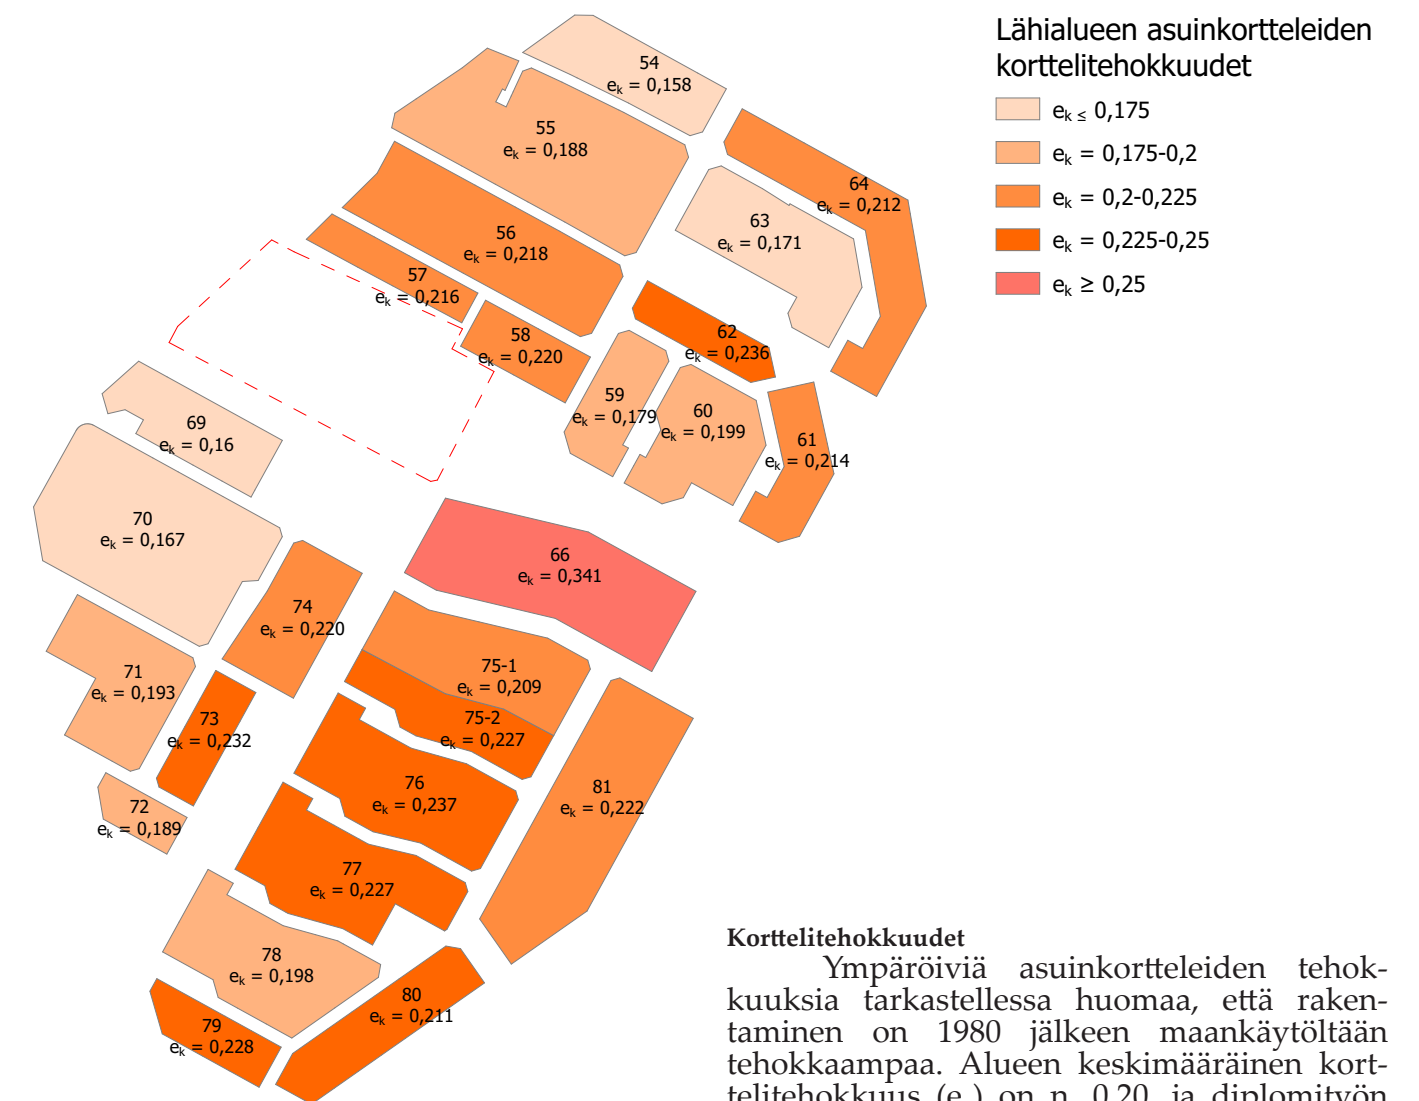 Lähialueen asuinkortteleiden
korttelitehokkuudet
ek ≤ 0,175
ek = 0,175-0,2
ek = 0,2-0,225
ek = 0,225-0,25
ek ≥ 0,25
54
ek = 0,158
55
ek = 0,188
64
ek = 0,212
63
ek = 0,171
56
ek = 0,218
57
ek = 0,216
58
ek = 0,220
62
ek = 0,236
59
ek = 0,179
60
ek = 0,199
61
ek = 0,214
69
ek = 0,16
70
ek = 0,167
66
ek = 0,341
74
ek = 0,220
71
ek = 0,193
75-1
ek = 0,209
75-2
ek = 0,227
73
ek = 0,232
72
ek = 0,189
76
ek = 0,237
81
ek = 0,222
77
ek = 0,227
78
ek = 0,198
80
ek = 0,211
79
ek = 0,228
Korttelitehokkuudet
Ympäröiviä asuinkortteleiden tehok-
kuuksia tarkastellessa huomaa, että raken-
taminen on 1980 jälkeen maankäytöltään
tehokkaampaa. Alueen keskimääräinen kort-
telitehokkuus (e ) on n. 0,20, ja diplomityön